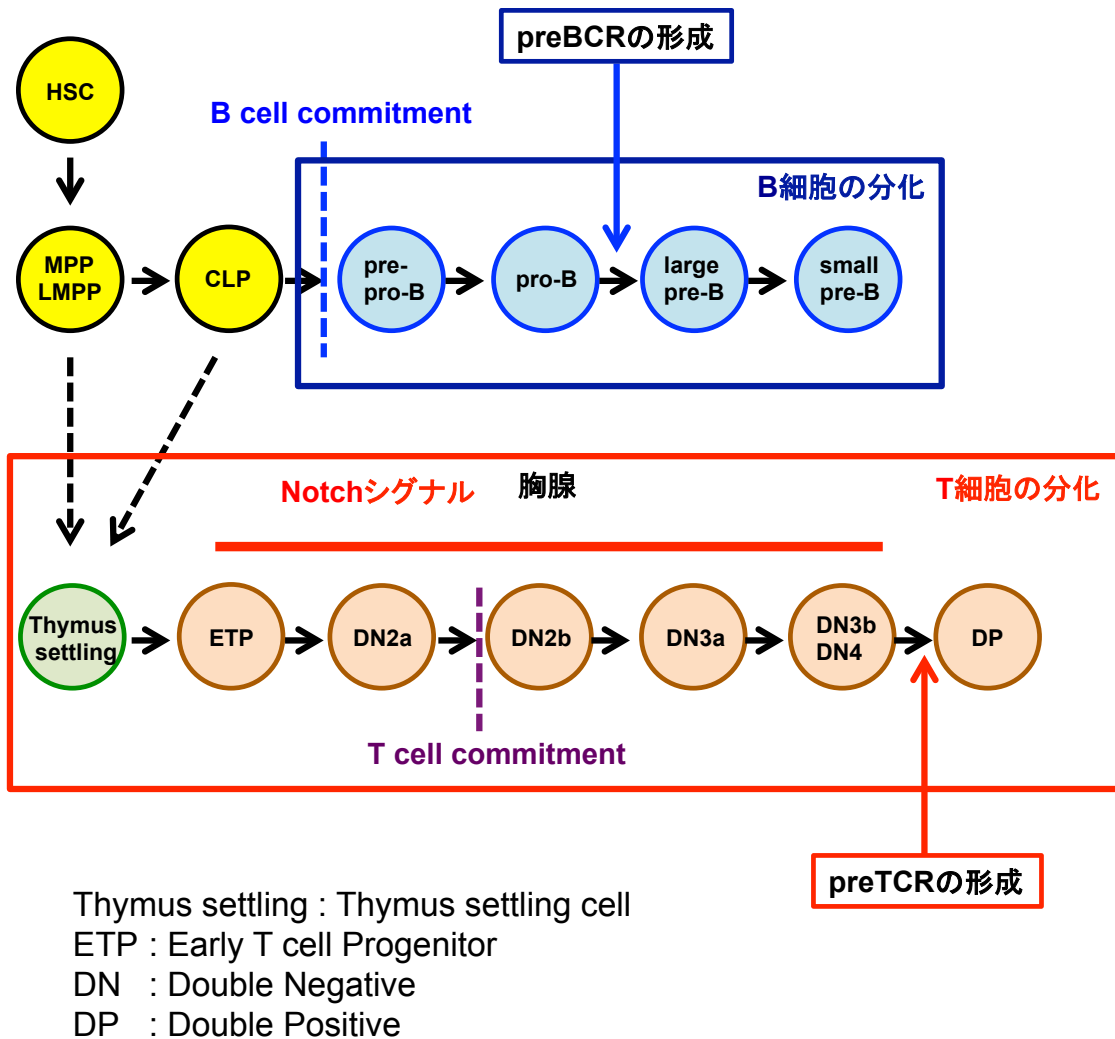 preBCRの形成
HSC
B cell commitment
B細胞の分化
MPP
LMPP
CLP
pre-
pro-B
pro-B
large
pre-B
small
pre-B
Notchシグナル
胸腺
T細胞の分化
Thymus
settling
ETP
DN2a
DN2b
DN3a
DN3b
DN4
DP
T cell commitment
preTCRの形成
Thymus settling : Thymus settling cell
ETP : Early T cell Progenitor
DN : Double Negative
DP : Double Positive